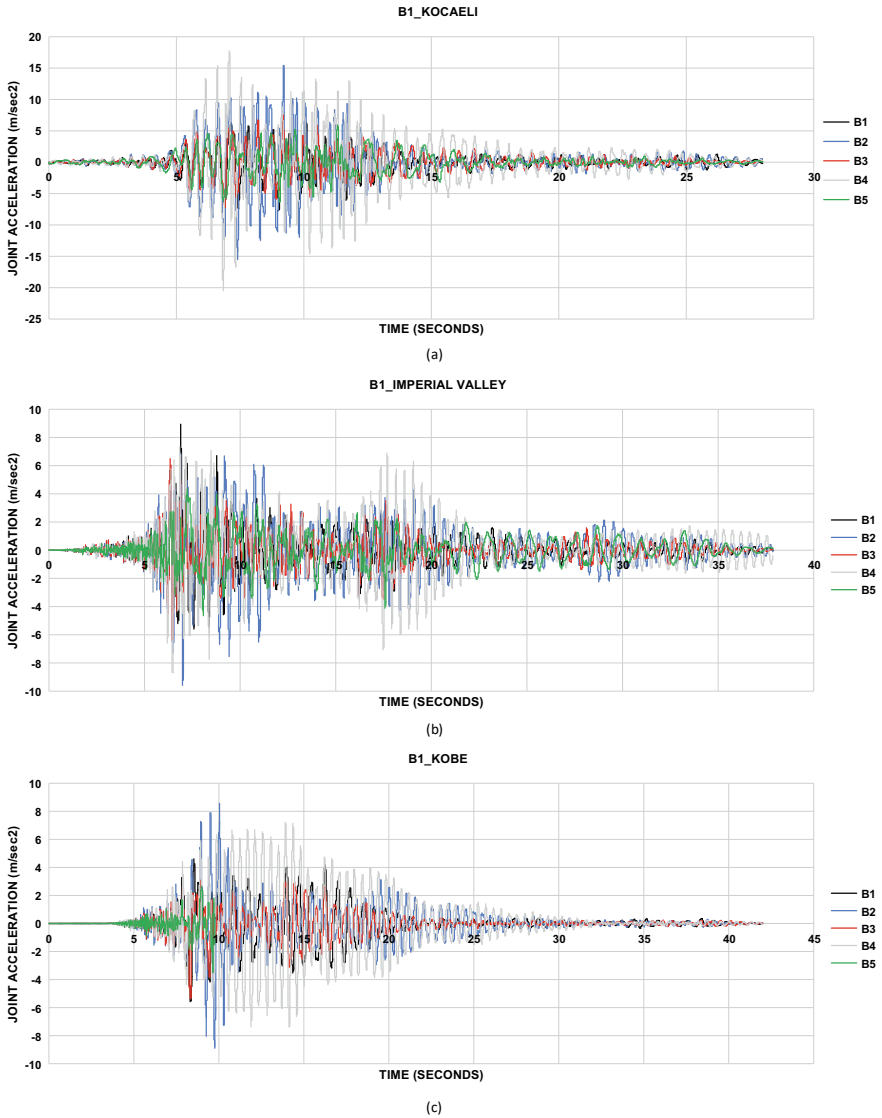 B1_KOCAELI
20
15
10
5
0
-5
-10
-15
-20
-25
5
10
15
20
25
30
JOINT ACCELERATION (m/sec2)
TIME (SECONDS)
B1
B2
B3
B4
B5
(a)
B1_IMPERIAL VALLEY
10
8
6
4
2
0
-2
-4
-6
-8
-10
0
5
10
15
20
25
30
35
40
JOINT ACCELERATION (m/sec2)
TIME (SECONDS)
B1
B2
B3
B4
B5
(b)
B1_KOBE
10
8
6
4
2
0
-2
-4
-6
-8
-10
0
5
10
15
20
25
30
35
40
45
JOINT ACCELERATION (m/sec2)
TIME (SECONDS)
B1
B2
B3
B4
B5
(c)